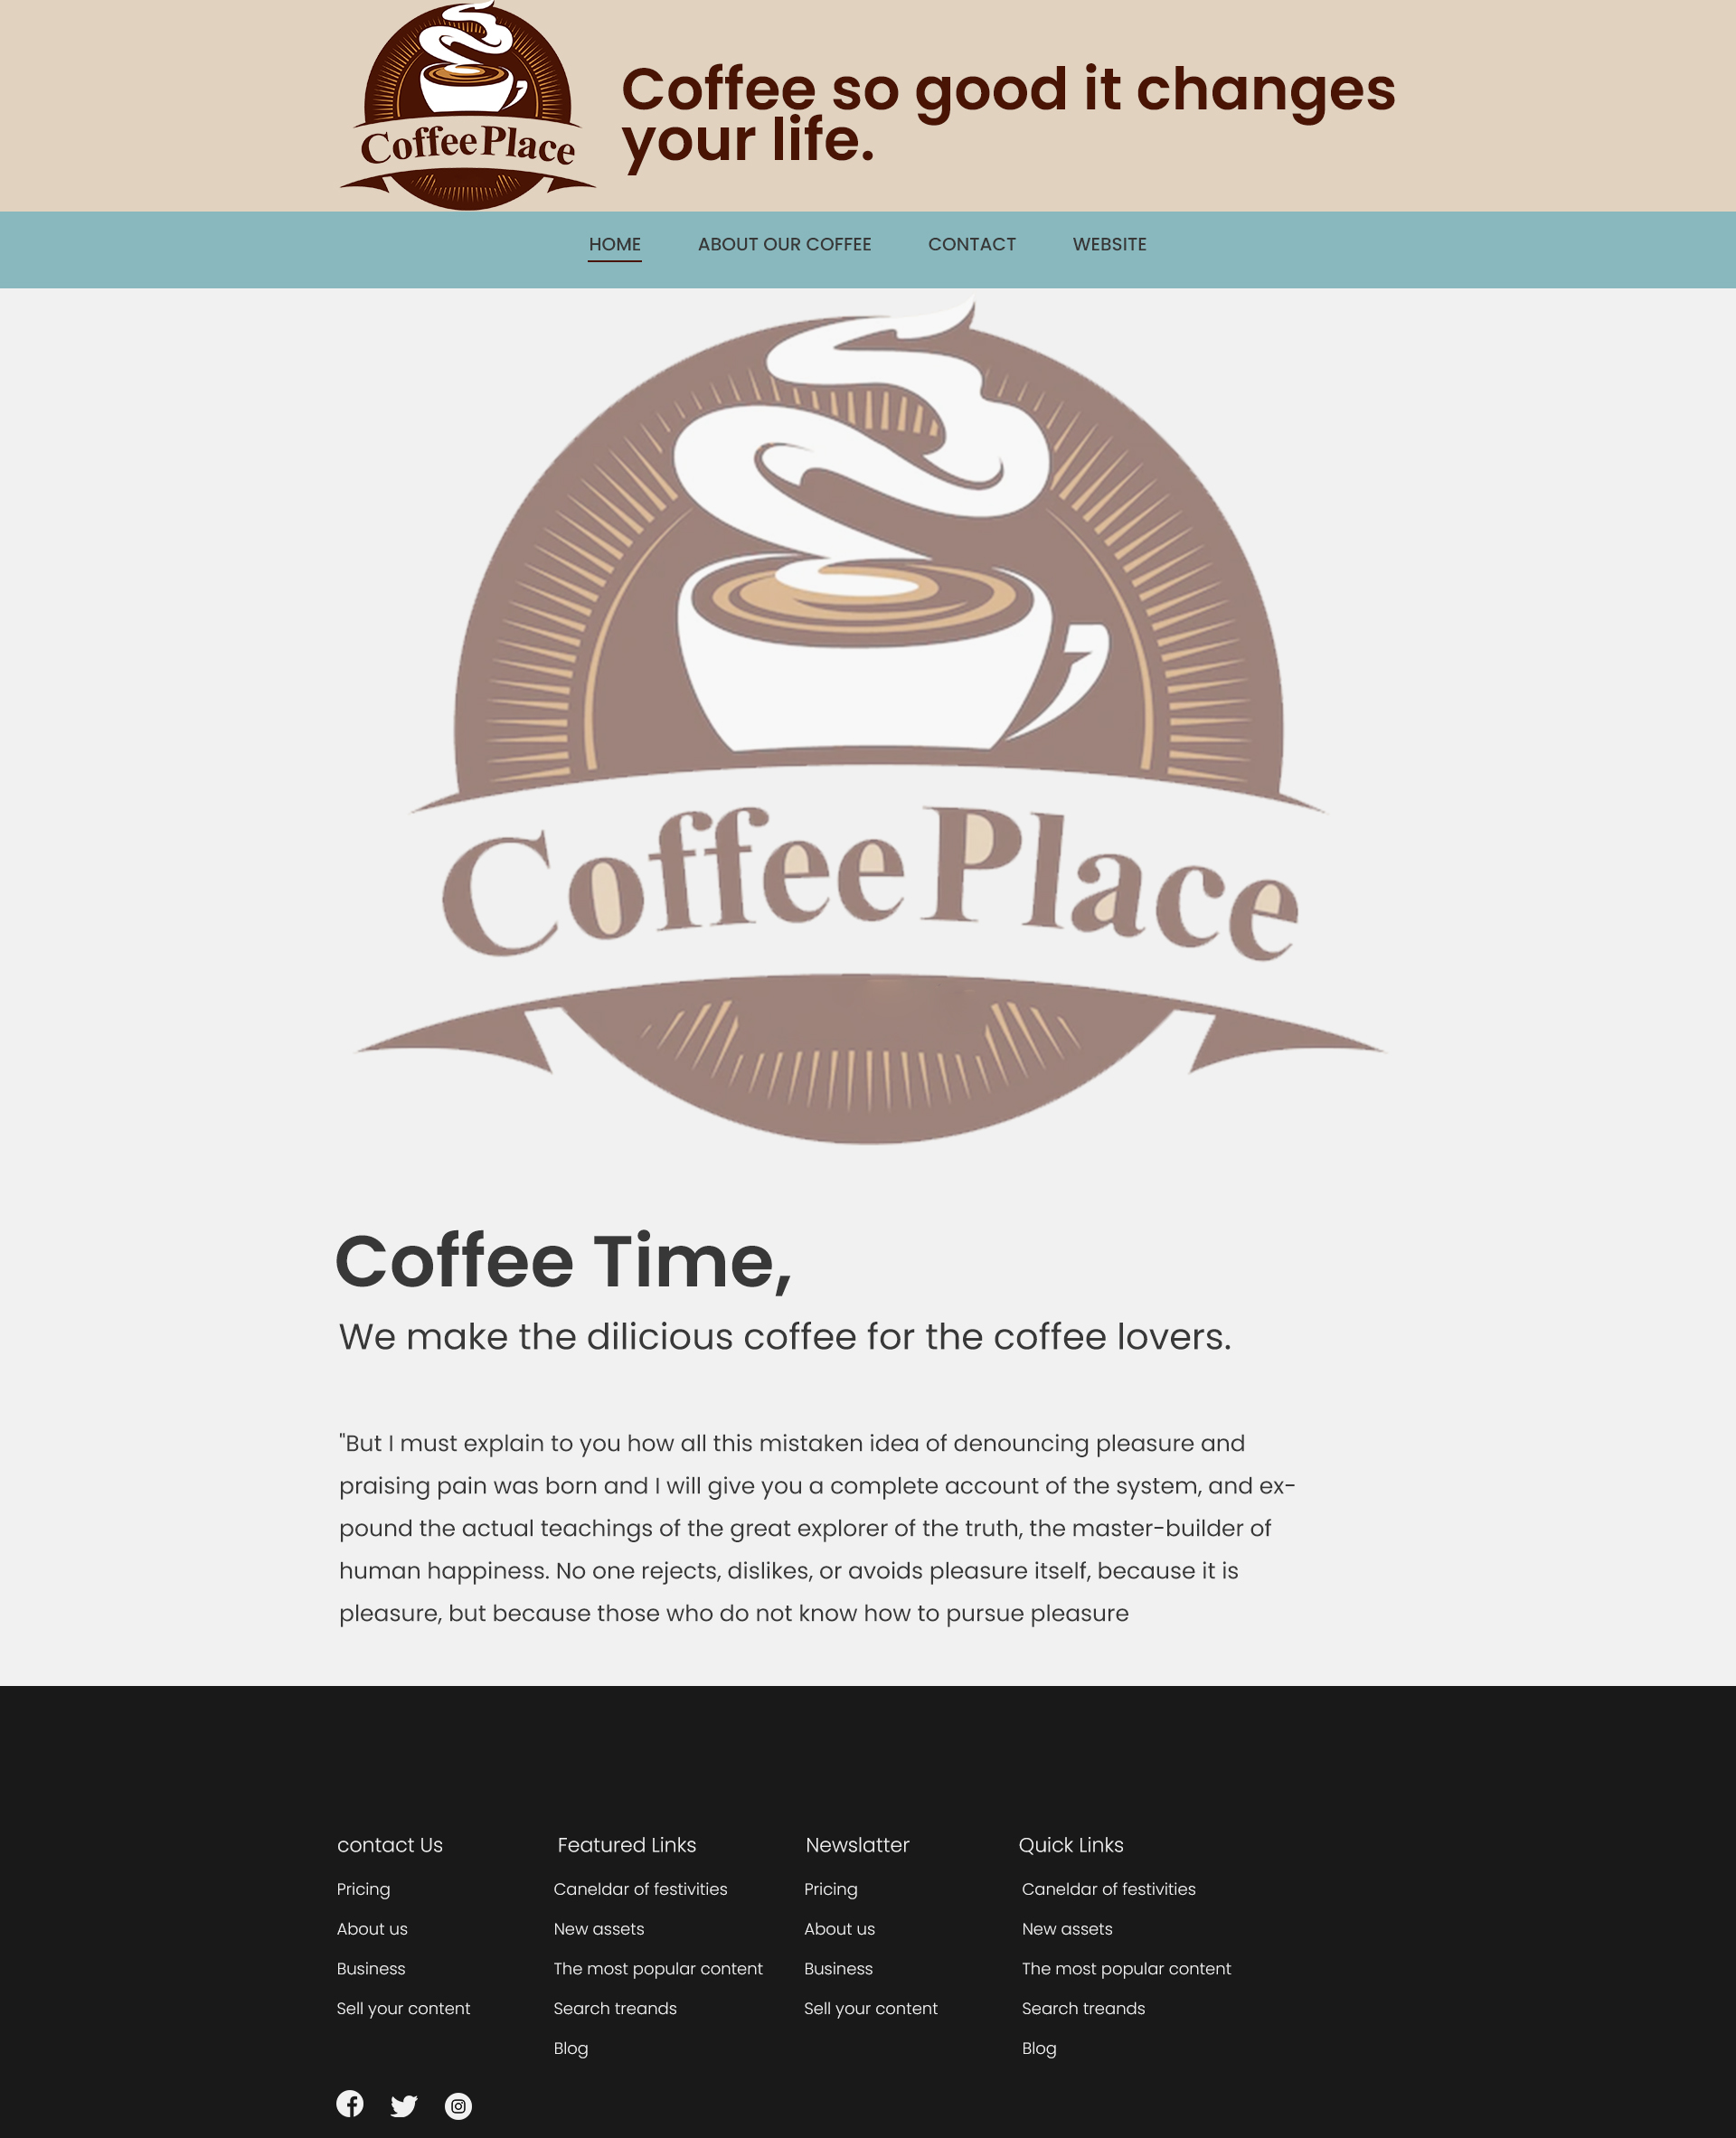 Coffee Place
Coffee so good it changes
your life.
HOME ABOUT OUR COFFEE CONTACT WEBSITE
Coffee Place
Coffee Time,
We make the dilicious coffee for the coffee lovers.
"But I must explain to you how all this mistaken idea of denouncing pleasure and
praising pain was born and I will give you a complete account of the system, and ex-
pound the actual teachings of the great explorer of the truth, the master-builder of
human happiness. No one rejects, dislikes, or avoids pleasure itself, because it is
pleasure, but because those who do not know how to pursue pleasure
contact Us
Pricing
About us
Business
Sell your content
Featured Links
Caneldar of festivities
New assets
The most popular content
Search treands
Blog
Newslatter
Pricing
About us
Business
Sell your content
Quick Links
Caneldar of festivities
New assets
The most popular content
Search treands
Blog